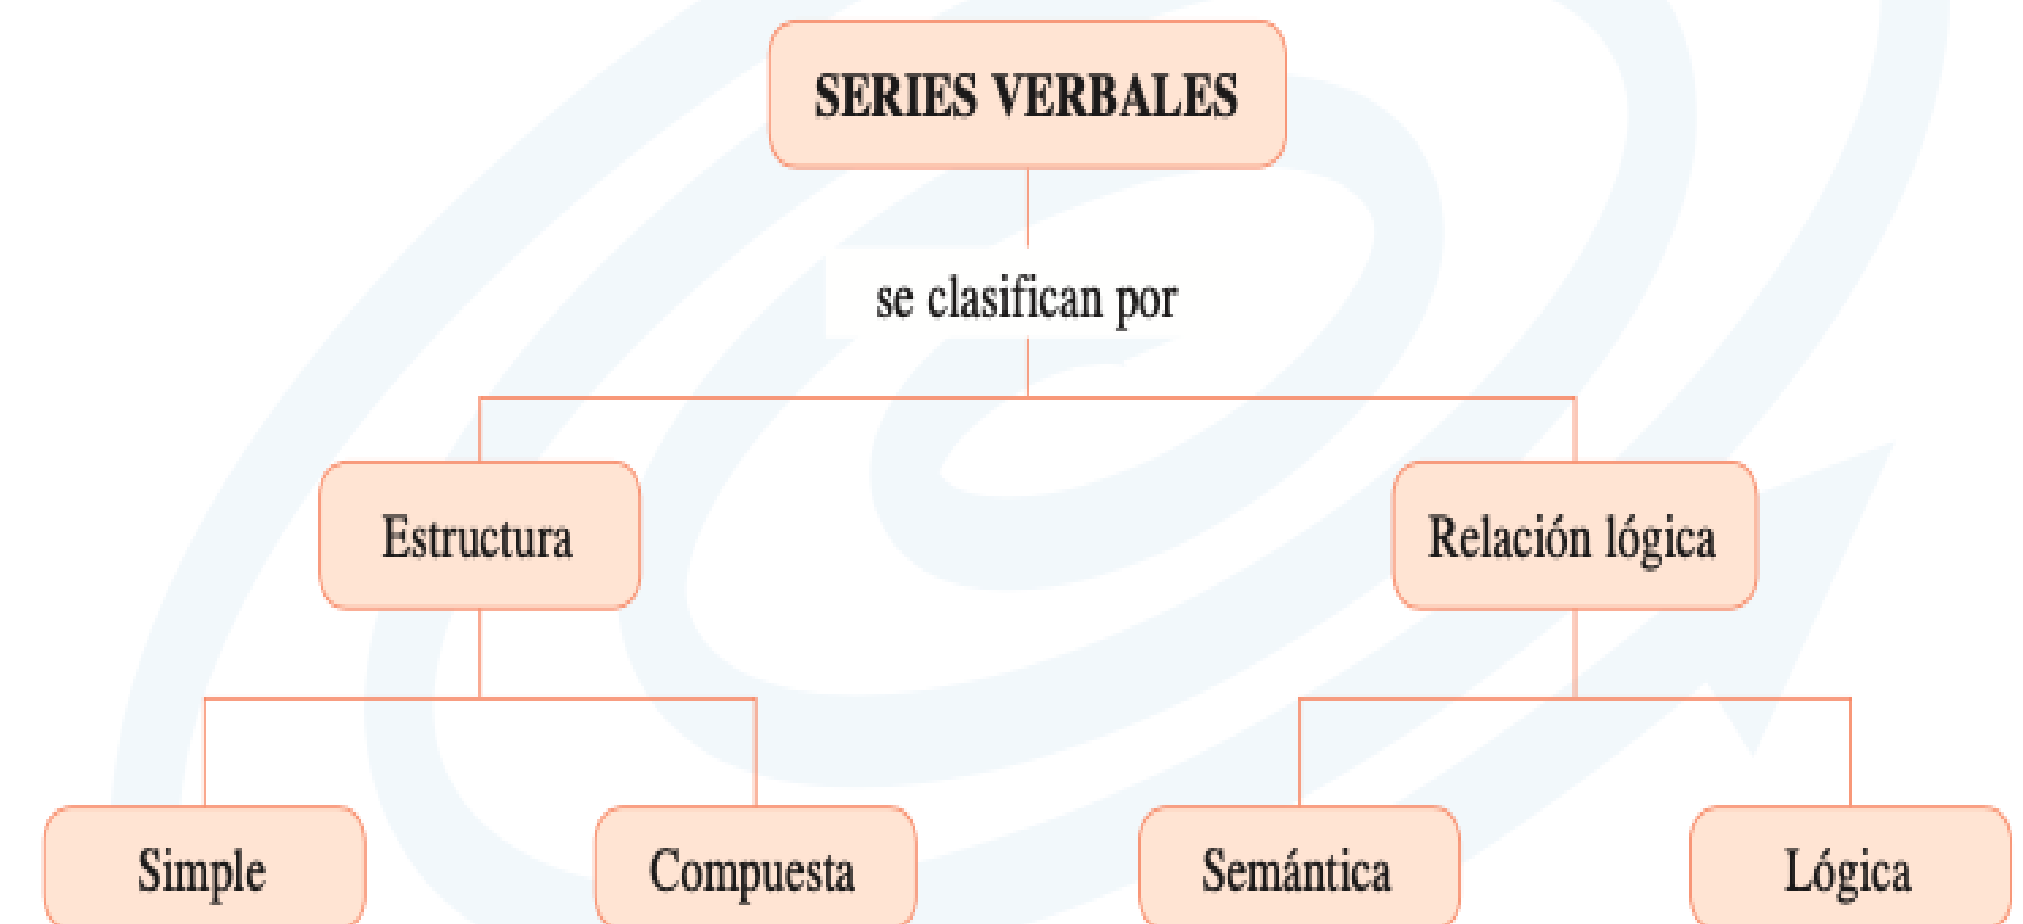 SERIES VERBALES
se clasifican por
Estructura
Relación lógica
Simple
Compuesta
Semántica
Lógica